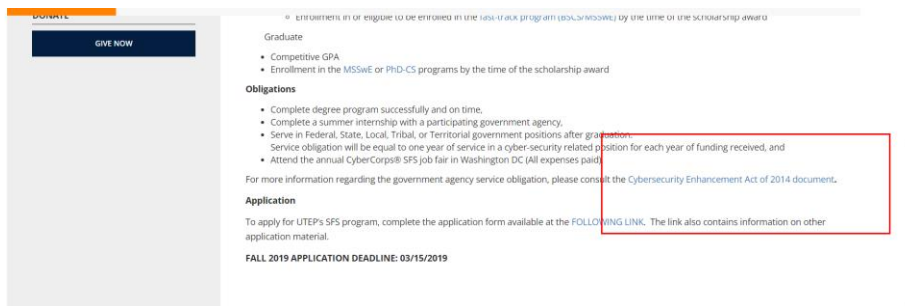 DONATE
GIVE NOW
Enrollment in or eligible to be enrolled in the fast-track program (BSCS/MSSwE) by the time of the scholarship award
Graduate
Competitive GPA
Enrollment in the MSSwE or PhD-CS programs by the time of the scholarship award
Obligations
Complete degree program successfully and on time,
Complete a summer internship with a participating government agency,
Serve in Federal, State, Local, Tribal, or Territorial government positions after graduation.
Service obligation will be equal to one year of service in a cyber-security related position for each year of funding received, and
Attend the annual CyberCorps® SFS job fair in Washington DC (All expenses paid)
For more information regarding the government agency service obligation, please consult the Cybersecurity Enhancement Act of 2014 document.
Application
To apply for UTEP's SFS program, complete the application form available at the FOLLOWING LINK. The link also contains information on other
application material.
FALL 2019 APPLICATION DEADLINE: 03/15/2019